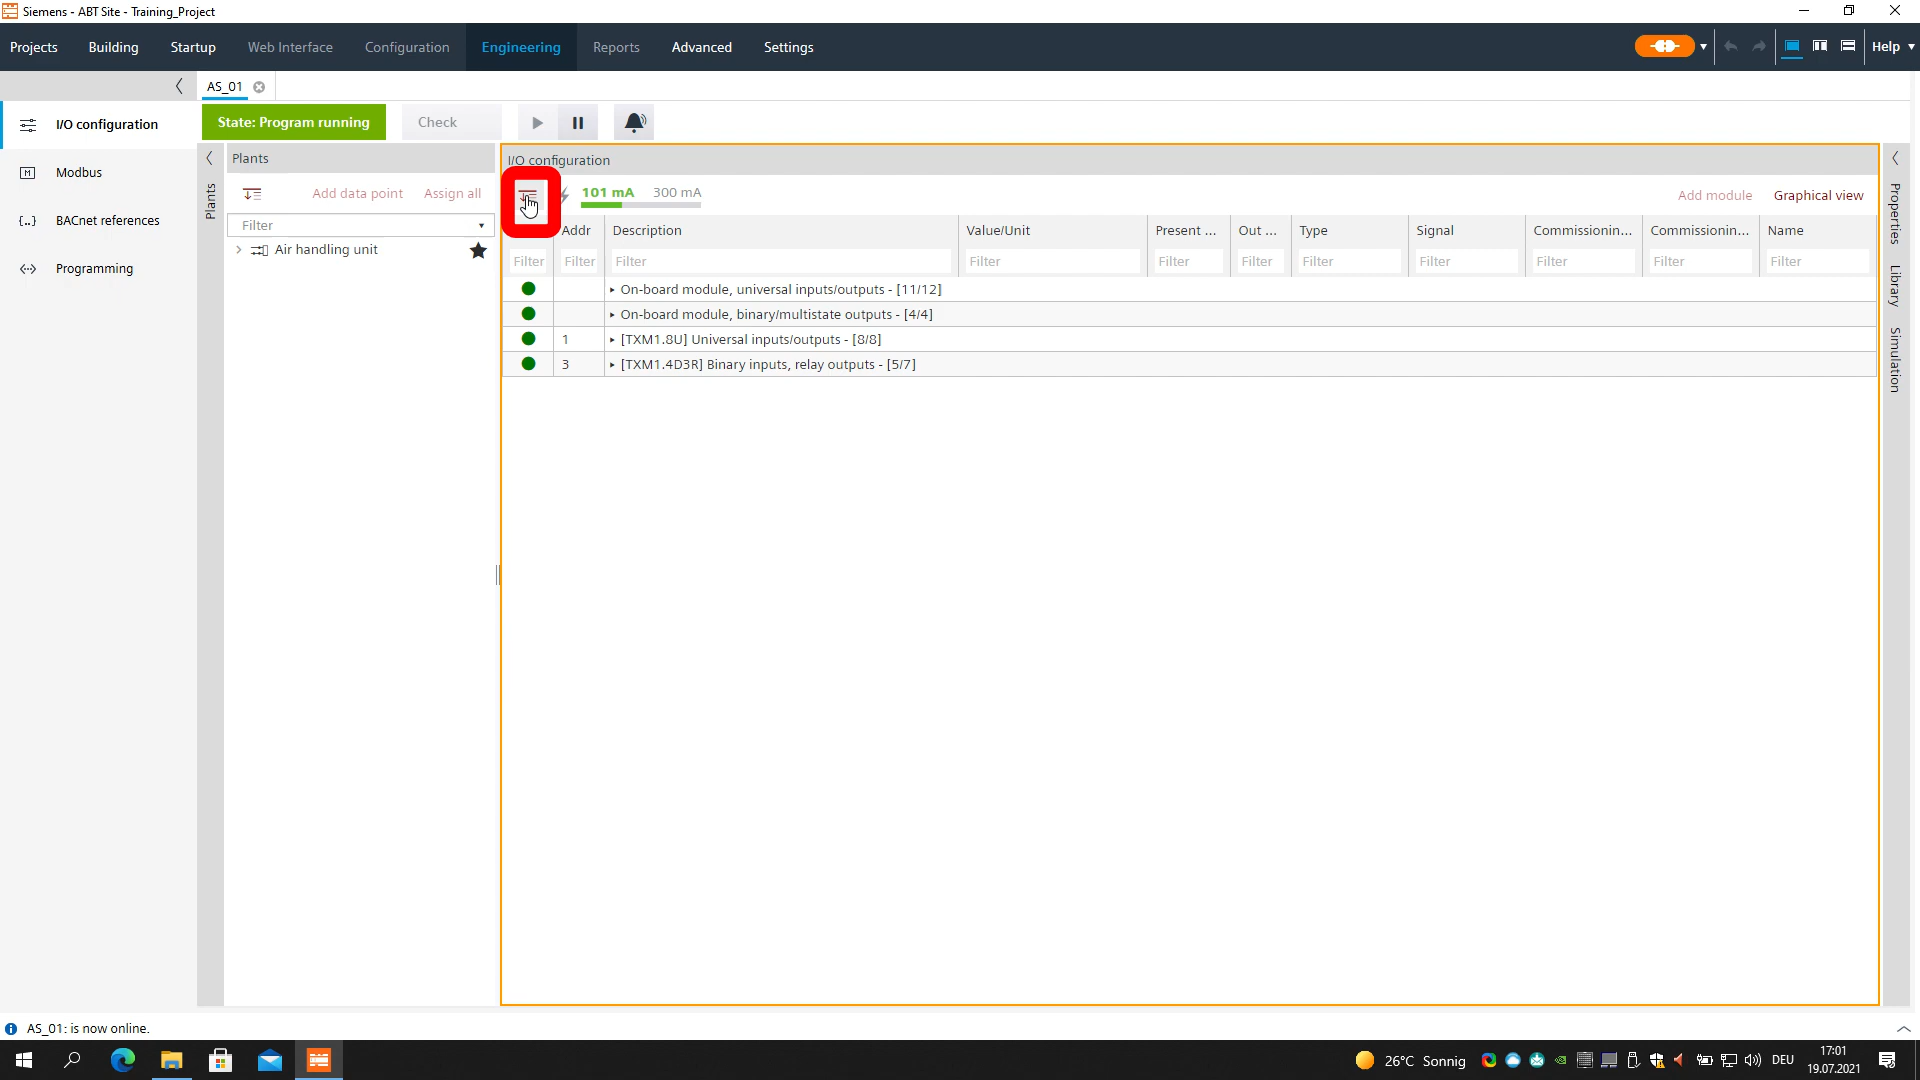 Siemens - ABT Site - Training_Project
Projects Building Startup Web Interface Configuration Engineering Reports Advanced Settings Help
AS_01
I/O configuration State: Program running Check
Plants I/O configuration
Modbus
Add data point Assign all 101 mA 300 mA Add module Graphical view
Plants
Properties
Library
Simulation
BACnet references
Filter
Addr Description Value/Unit Present ... Out ... Type Signal Commissionin... Commissionin... Name
Air handling unit
Filter Filter Filter Filter Filter Filter Filter Filter Filter Filter Filter
Programming
On-board module, universal inputs/outputs - [11/12]
On-board module, binary/multistate outputs - [4/4]
1 [TXM1.8U] Universal inputs/outputs - [8/8]
3 [TXM1.4D3R] Binary inputs, relay outputs - [5/7]
AS_01: is now online.
26°C Sonnig DEU 17:01
19.07.2021